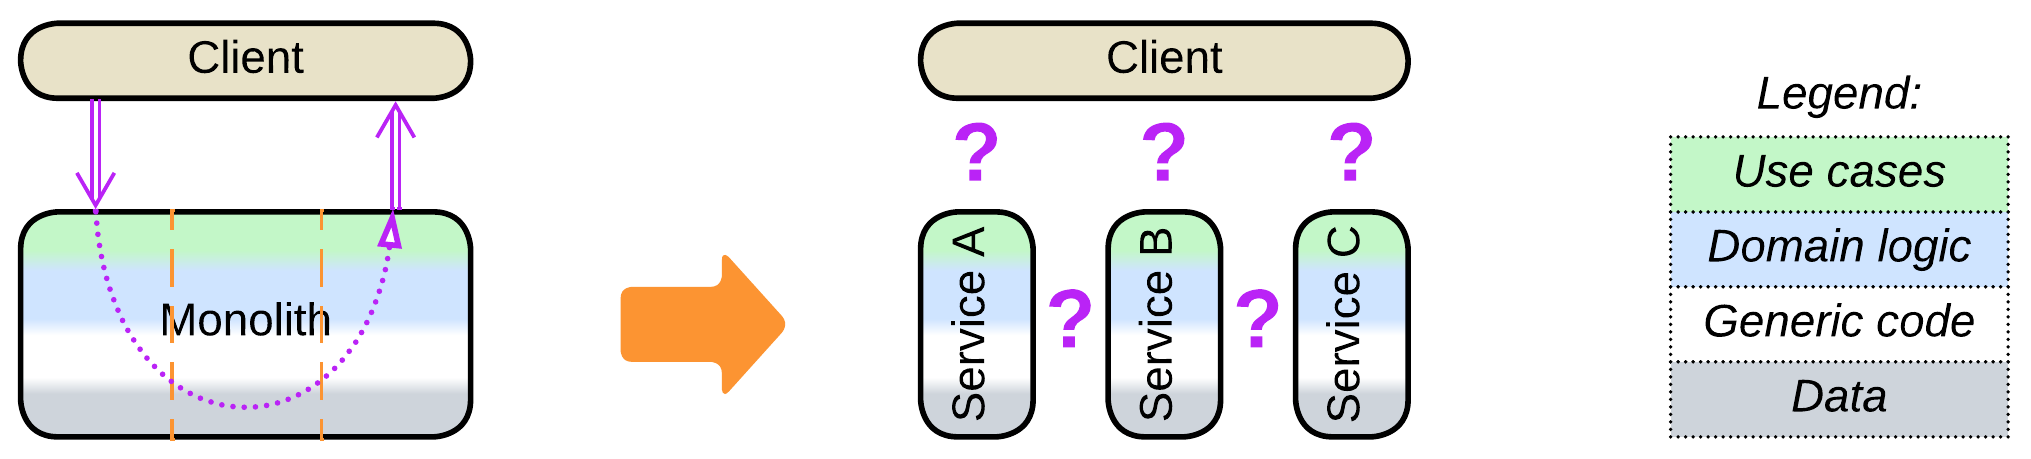 Client
Monolith
Client
? ? ?
Service A
?
Service B
?
Service C
Legend:
Use cases
Domain logic
Generic code
Data